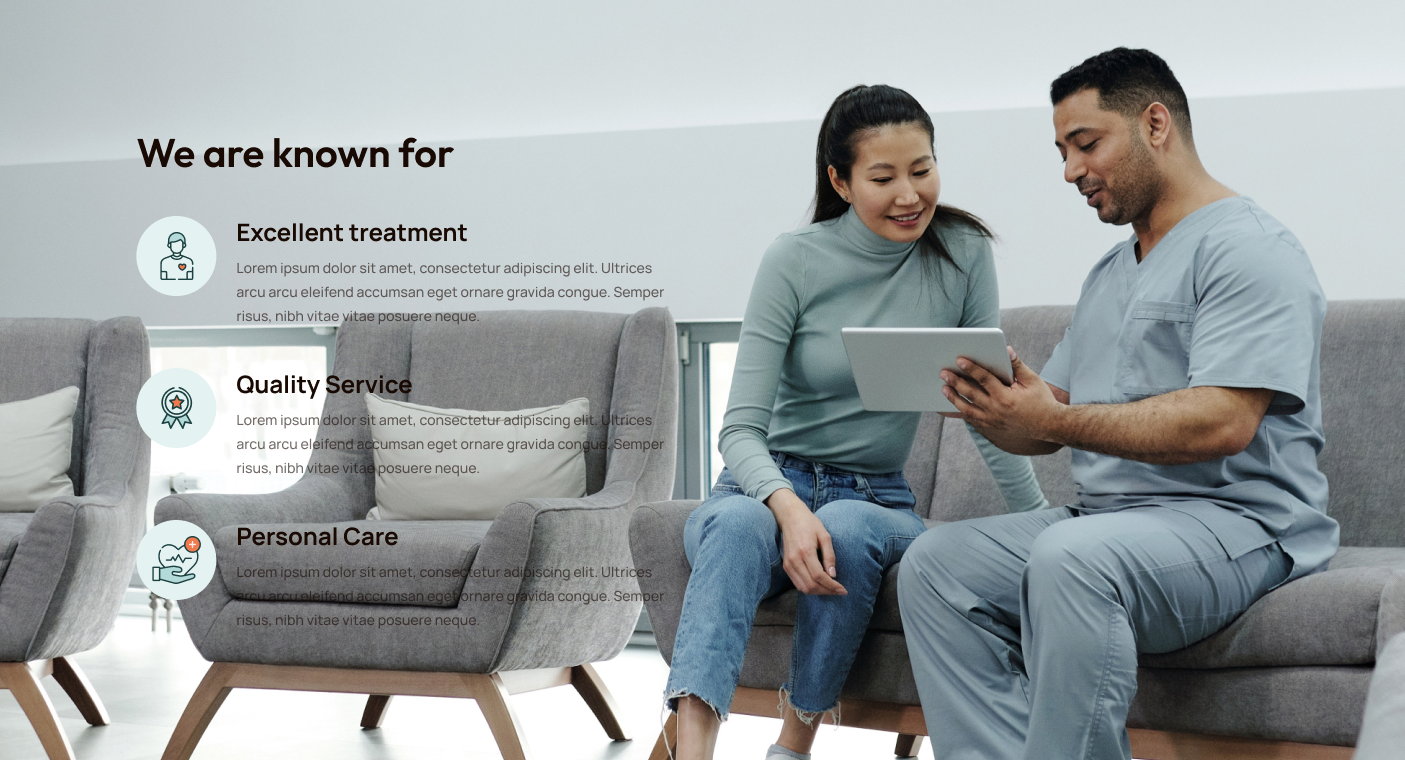 We are known for
Excellent treatment
Lorem ipsum dolor sit amet, consectetur adipiscing elit. Ultrices
arcu arcu eleifend accumsan eget ornare gravida congue. Semper
risus, nibh vitae vitae posuere neque.
Quality Service
Lorem ipsum dolor sit amet, consectetur adipiscing elit. Ultrices
arcu arcu eleifend accumsan eget ornare gravida congue. Semper
risus, nibh vitae vitae posuere neque.
Personal Care
Lorem ipsum dolor sit amet, consectetur adipiscing elit. Ultrices
arcu arcu eleifend accumsan eget ornare gravida congue. Semper
risus, nibh vitae vitae posuere neque.